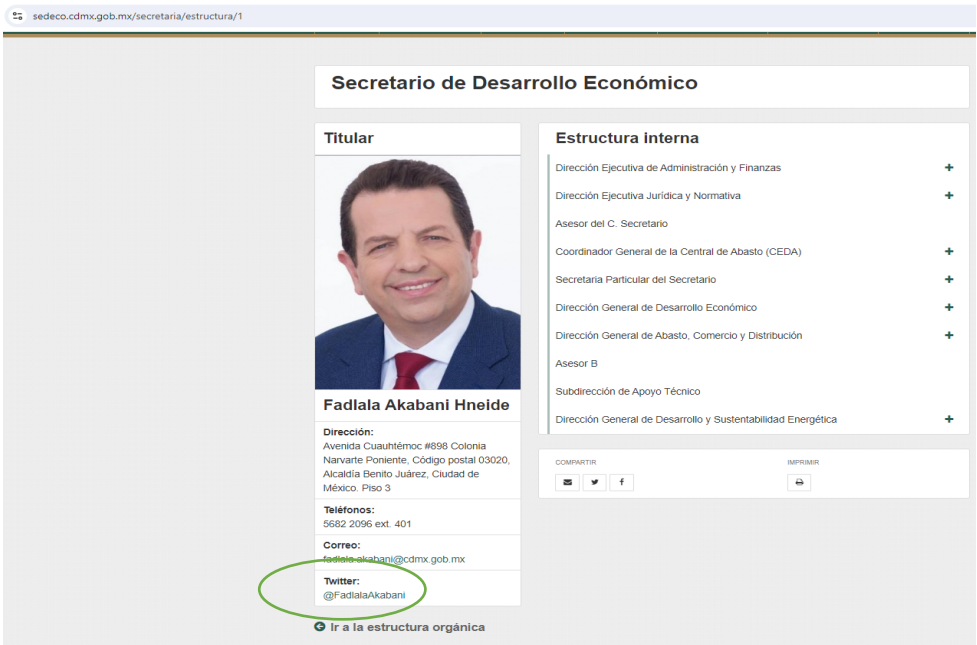 sedeco.cdmx.gob.mx/secretaria/estructura/1
Secretario de Desarrollo Económico
Titular
Fadlala Akabani Hneide
Dirección:
Avenida Cuauhtémoc #898 Colonia
Narvarte Poniente, Código postal 03020,
Alcaldía Benito Juárez, Ciudad de
México. Piso 3
Teléfonos:
5682 2096 ext. 401
Correo:
fadlala.akabani@cdmx.gob.mx
Twitter:
@FadlalaAkabani
Ir a la estructura orgánica
Estructura interna
Dirección Ejecutiva de Administración y Finanzas
Dirección Ejecutiva Jurídica y Normativa
Asesor del C. Secretario
Coordinador General de la Central de Abasto (CEDA)
Secretaria Particular del Secretario
Dirección General de Desarrollo Económico
Dirección General de Abasto, Comercio y Distribución
Asesor B
Subdirección de Apoyo Técnico
Dirección General de Desarrollo y Sustentabilidad Energética
COMPARTIR
IMPRIMIR